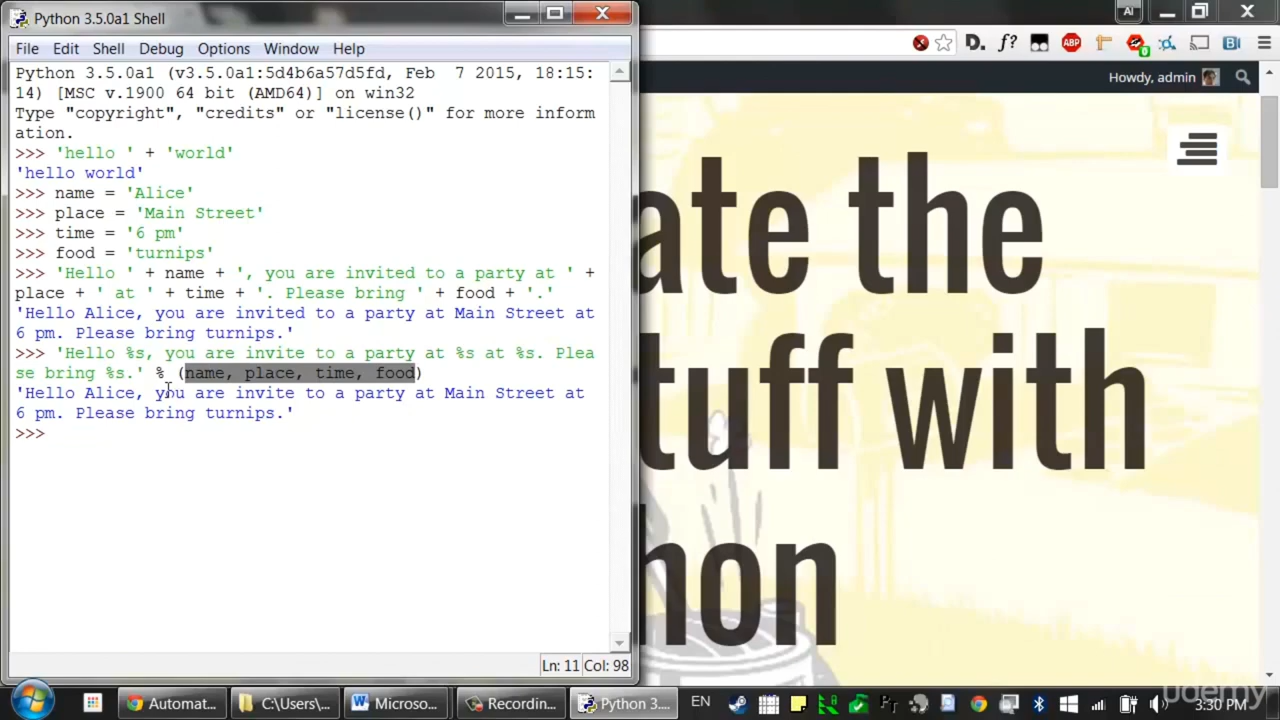 Python 3.5.0a1 Shell
File Edit Shell Debug Options Window Help
Python 3.5.0a1 (v3.5.0a1:5d4b6a57d5fd, Feb  7 2015, 18:15:
14) [MSC v.1900 64 bit (AMD64)] on win32
Type "copyright", "credits" or "license()" for more inform
ation.
>>> 'hello ' + 'world'
'hello world'
>>> name = 'Alice'
>>> place = 'Main Street'
>>> time = '6 pm'
>>> food = 'turnips'
>>> 'Hello ' + name + ', you are invited to a party at ' +
place + ' at ' + time + '. Please bring ' + food + '.'
'Hello Alice, you are invited to a party at Main Street at
6 pm. Please bring turnips.'
>>> 'Hello %s, you are invite to a party at %s at %s. Plea
se bring %s.' % (name, place, time, food)
'Hello Alice, you are invite to a party at Main Street at
6 pm. Please bring turnips.'
>>>
Ln: 11 Col: 98
Al
D. f? ABP 0 B
Howdy, admin
ate the
tuff with
hon
Automat... C:\Users\... Microso... Recordin... Python 3.... EN Pr 3:30 PM
udemy